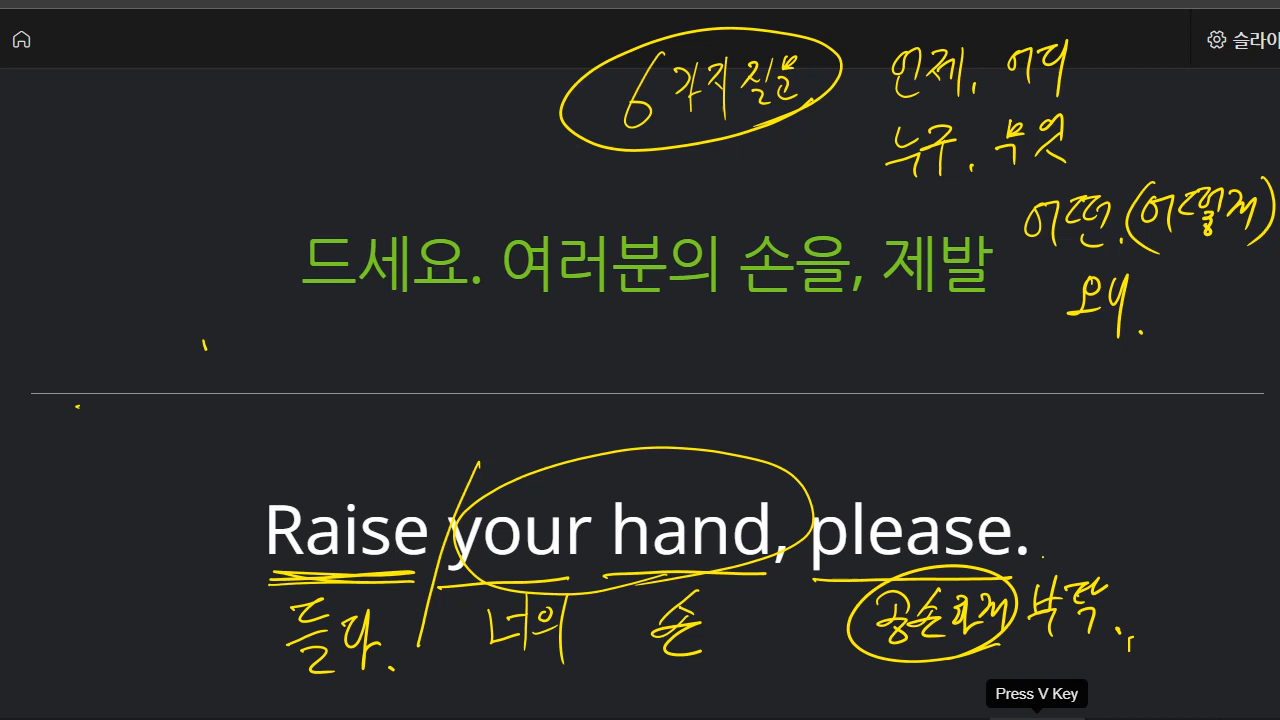 슬라이
6가지 질문
언제, 어디
누구, 무엇
어떤.(어떻게)
왜.
드세요. 여러분의 손을, 제발
Raise your hand, please.
들다. 너의 손 공손하게 부탁.
Press V Key